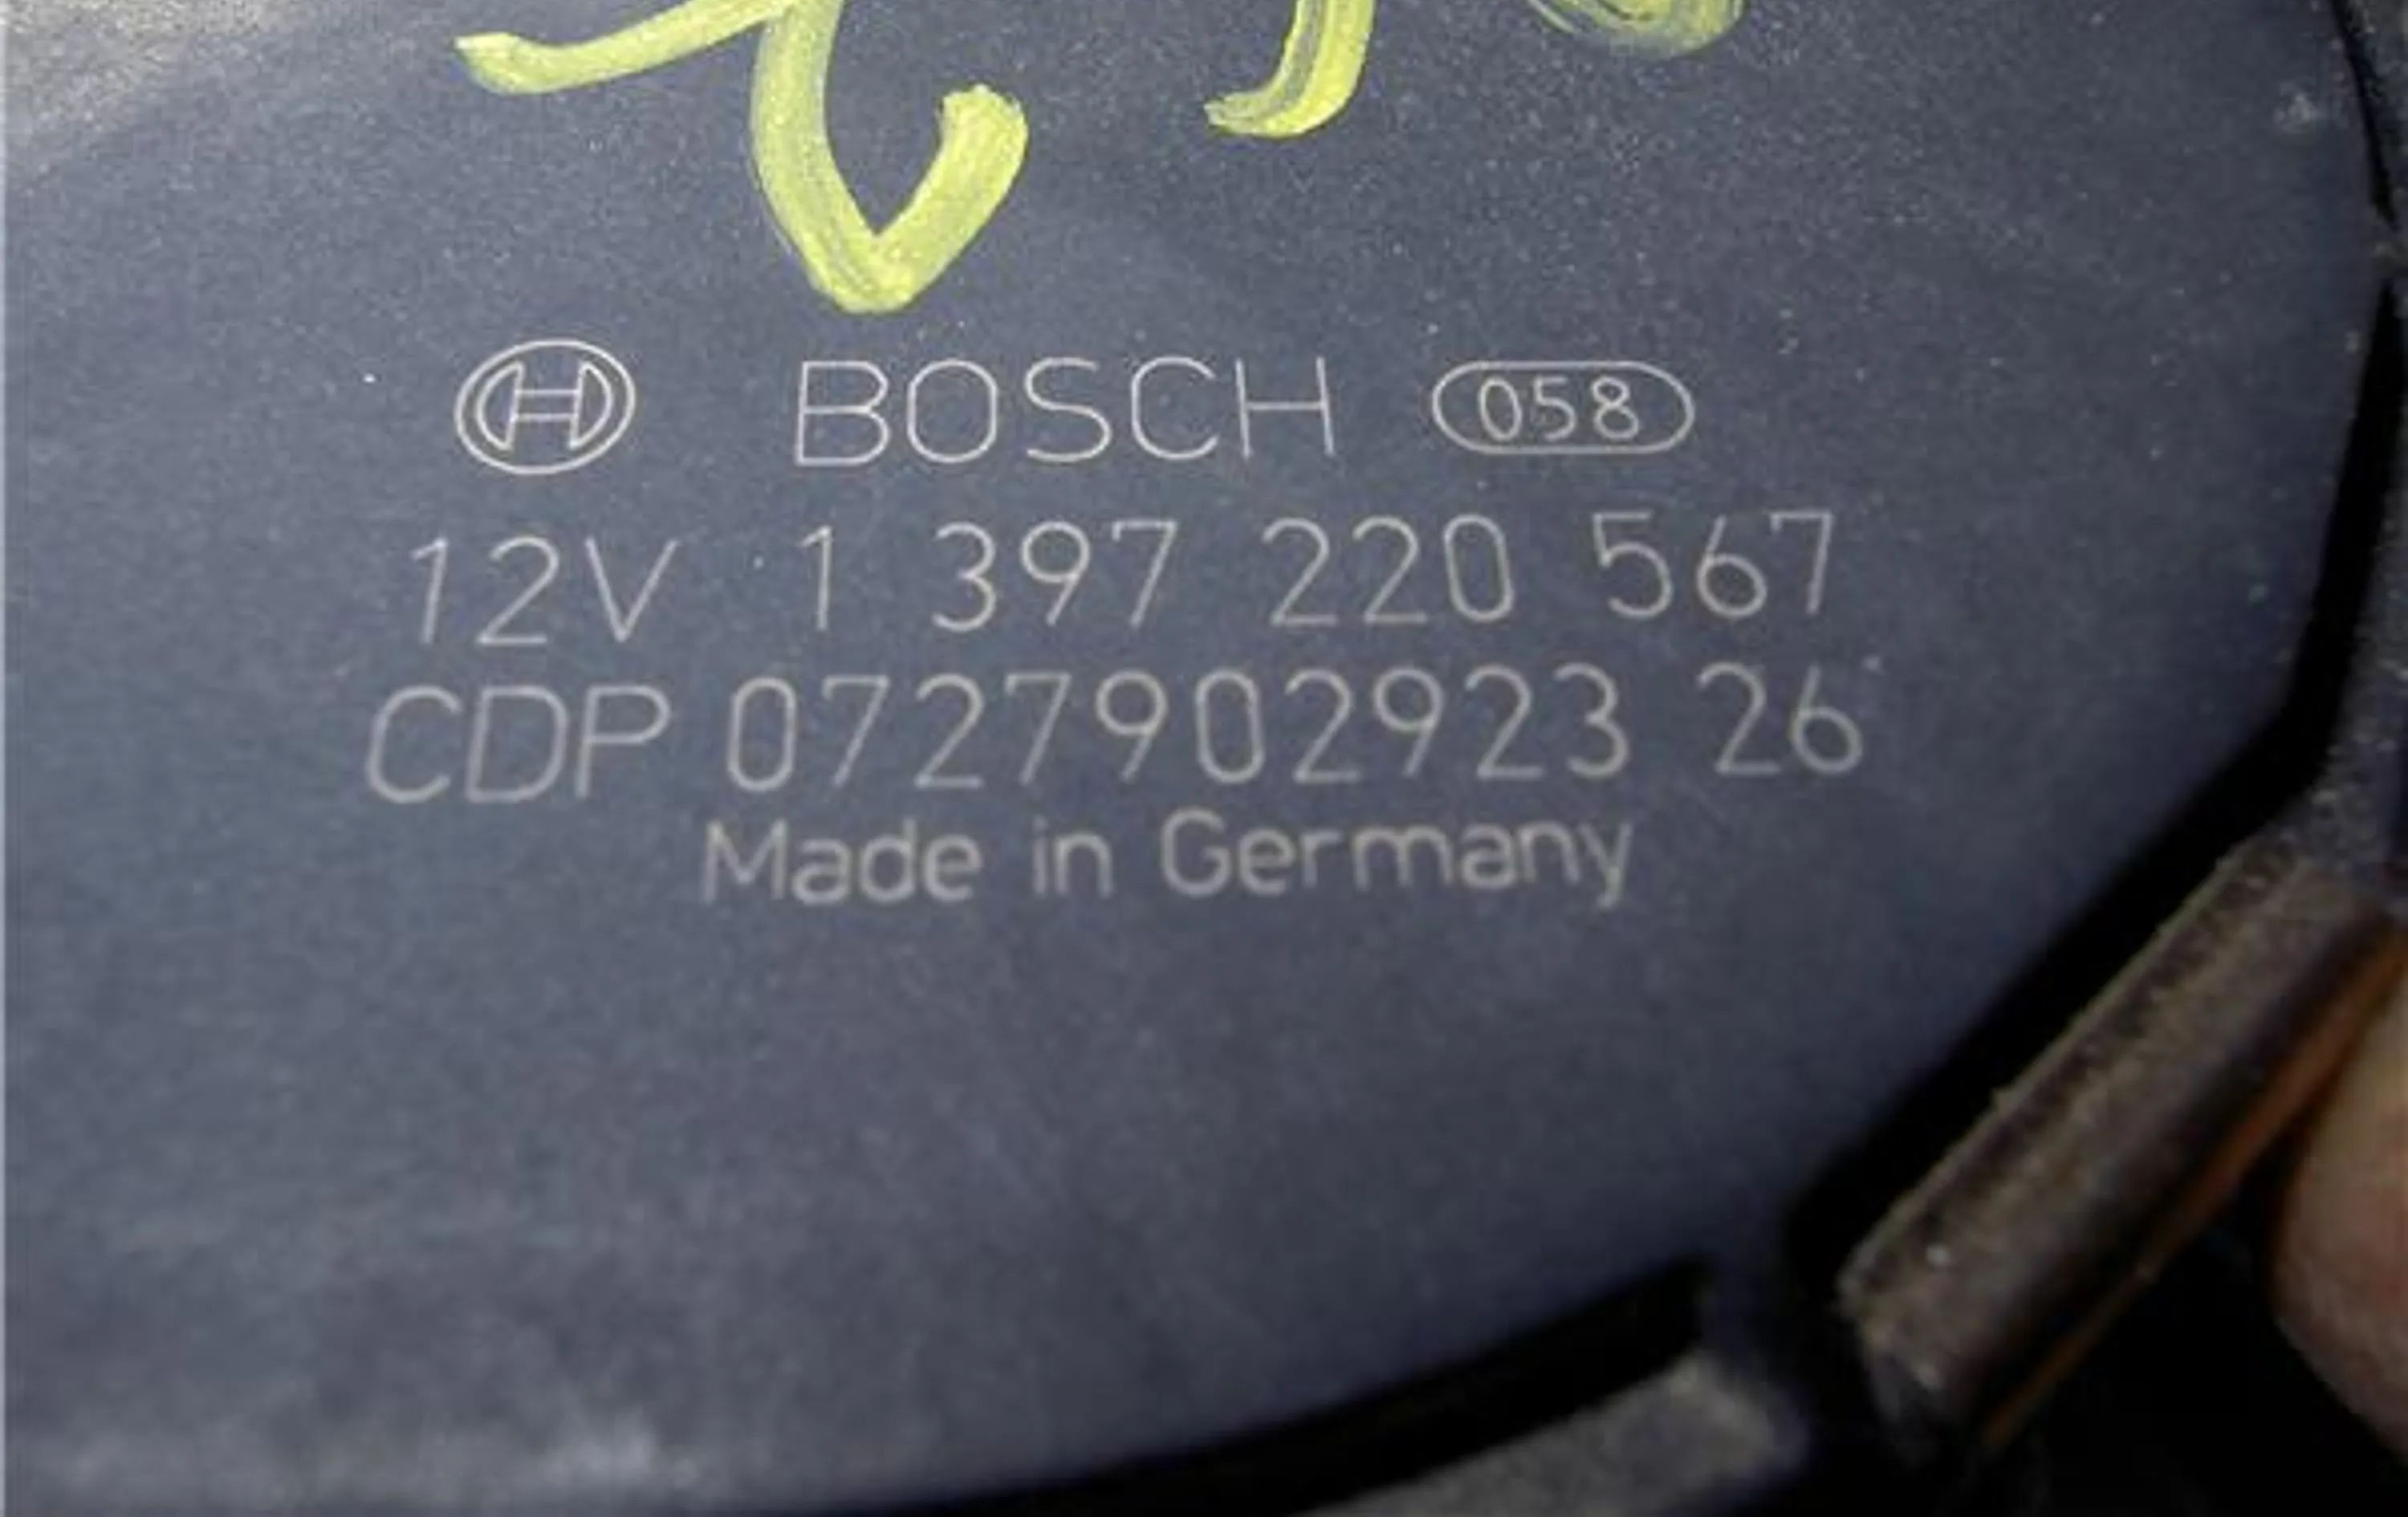 BOSCH 058
12V 1 397 220 567
CDP 0727902923 26
Made in Germany